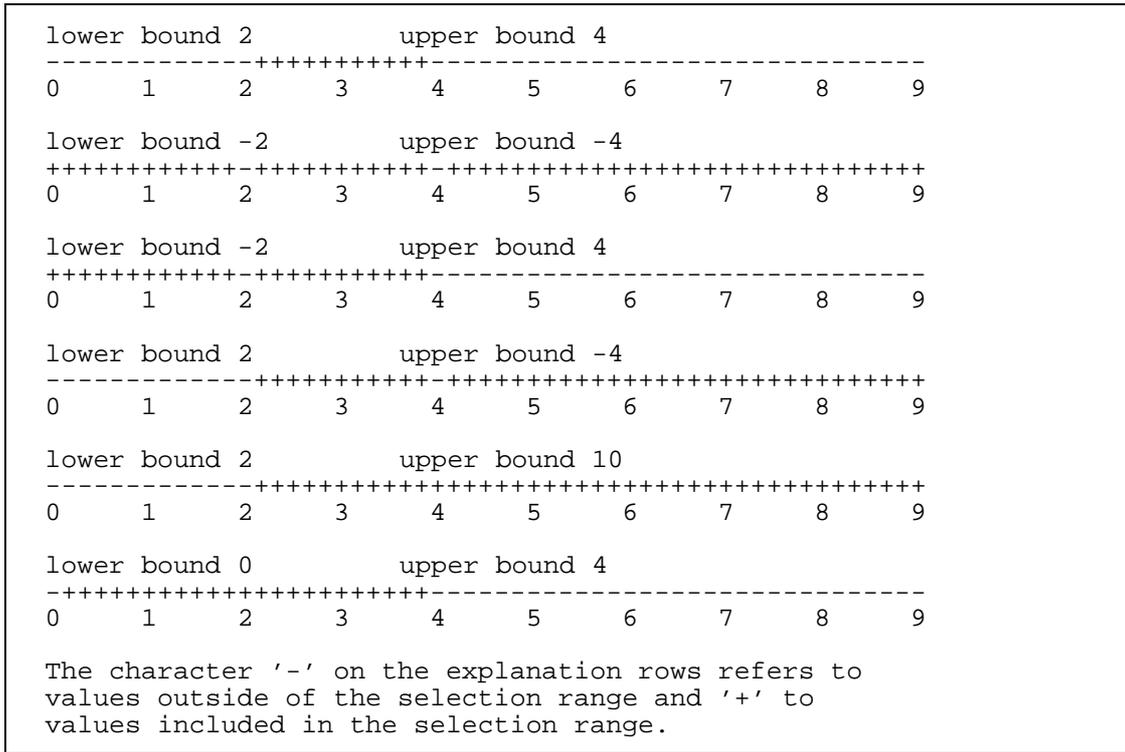 lower bound 2         upper bound 4
-------------+++++++++++-------------------------------
0     1     2     3     4     5     6     7     8     9
lower bound -2        upper bound -4
++++++++++++-+++++++++++-++++++++++++++++++++++++++++++
0     1     2     3     4     5     6     7     8     9
lower bound -2        upper bound 4
++++++++++++-+++++++++++-------------------------------
0     1     2     3     4     5     6     7     8     9
lower bound 2         upper bound -4
-------------+++++++++++-++++++++++++++++++++++++++++++
0     1     2     3     4     5     6     7     8     9
lower bound 2         upper bound 10
-------------++++++++++++++++++++++++++++++++++++++++++
0     1     2     3     4     5     6     7     8     9
lower bound 0         upper bound 4
-+++++++++++++++++++++++-------------------------------
0     1     2     3     4     5     6     7     8     9
The character '-' on the explanation rows refers to
values outside of the selection range and '+' to
values included in the selection range.